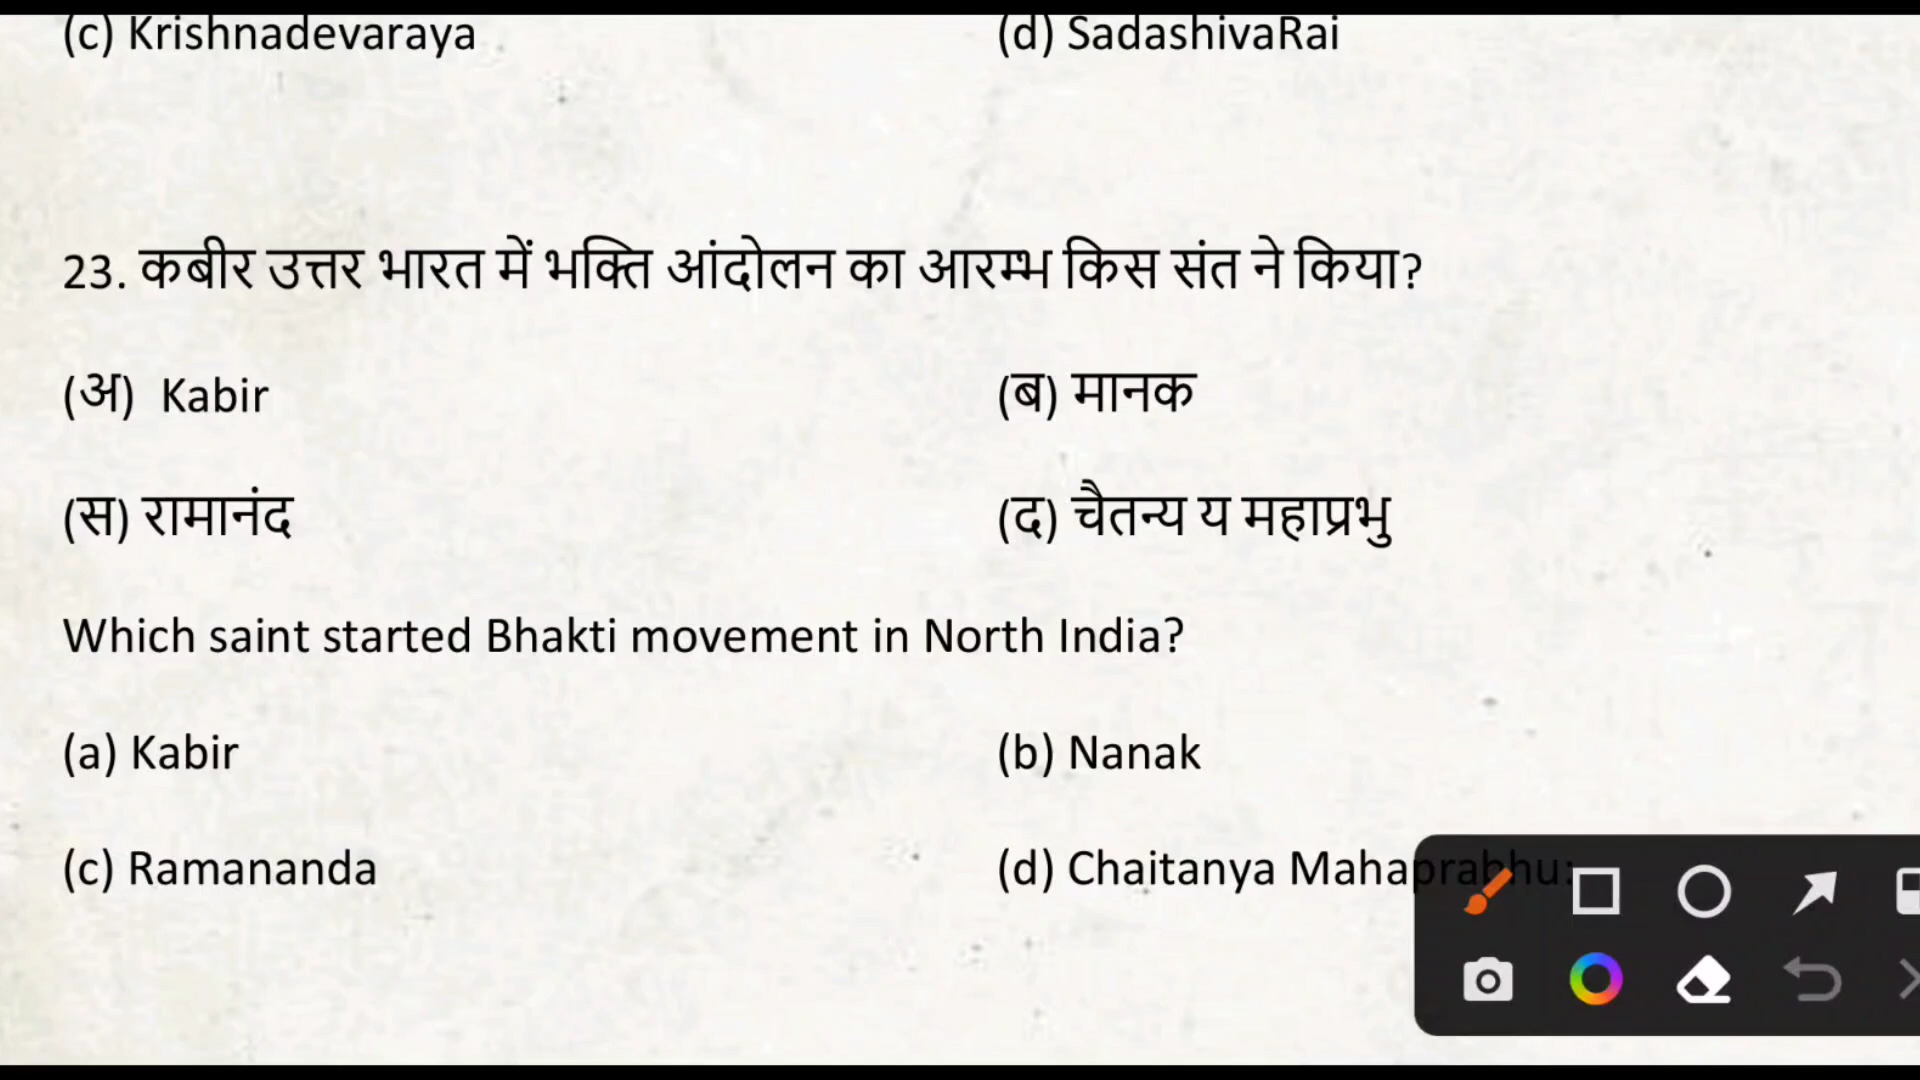 (c) Krishnadevaraya (d) SadashivaRai
23. कबीर उत्तर भारत में भक्ति आंदोलन का आरम्भ किस संत ने किया?
(अ) Kabir (ब) मानक
(स) रामानंद (द) चैतन्य य महाप्रभु
Which saint started Bhakti movement in North India?
(a) Kabir (b) Nanak
(c) Ramananda (d) Chaitanya Mahaprabhu: